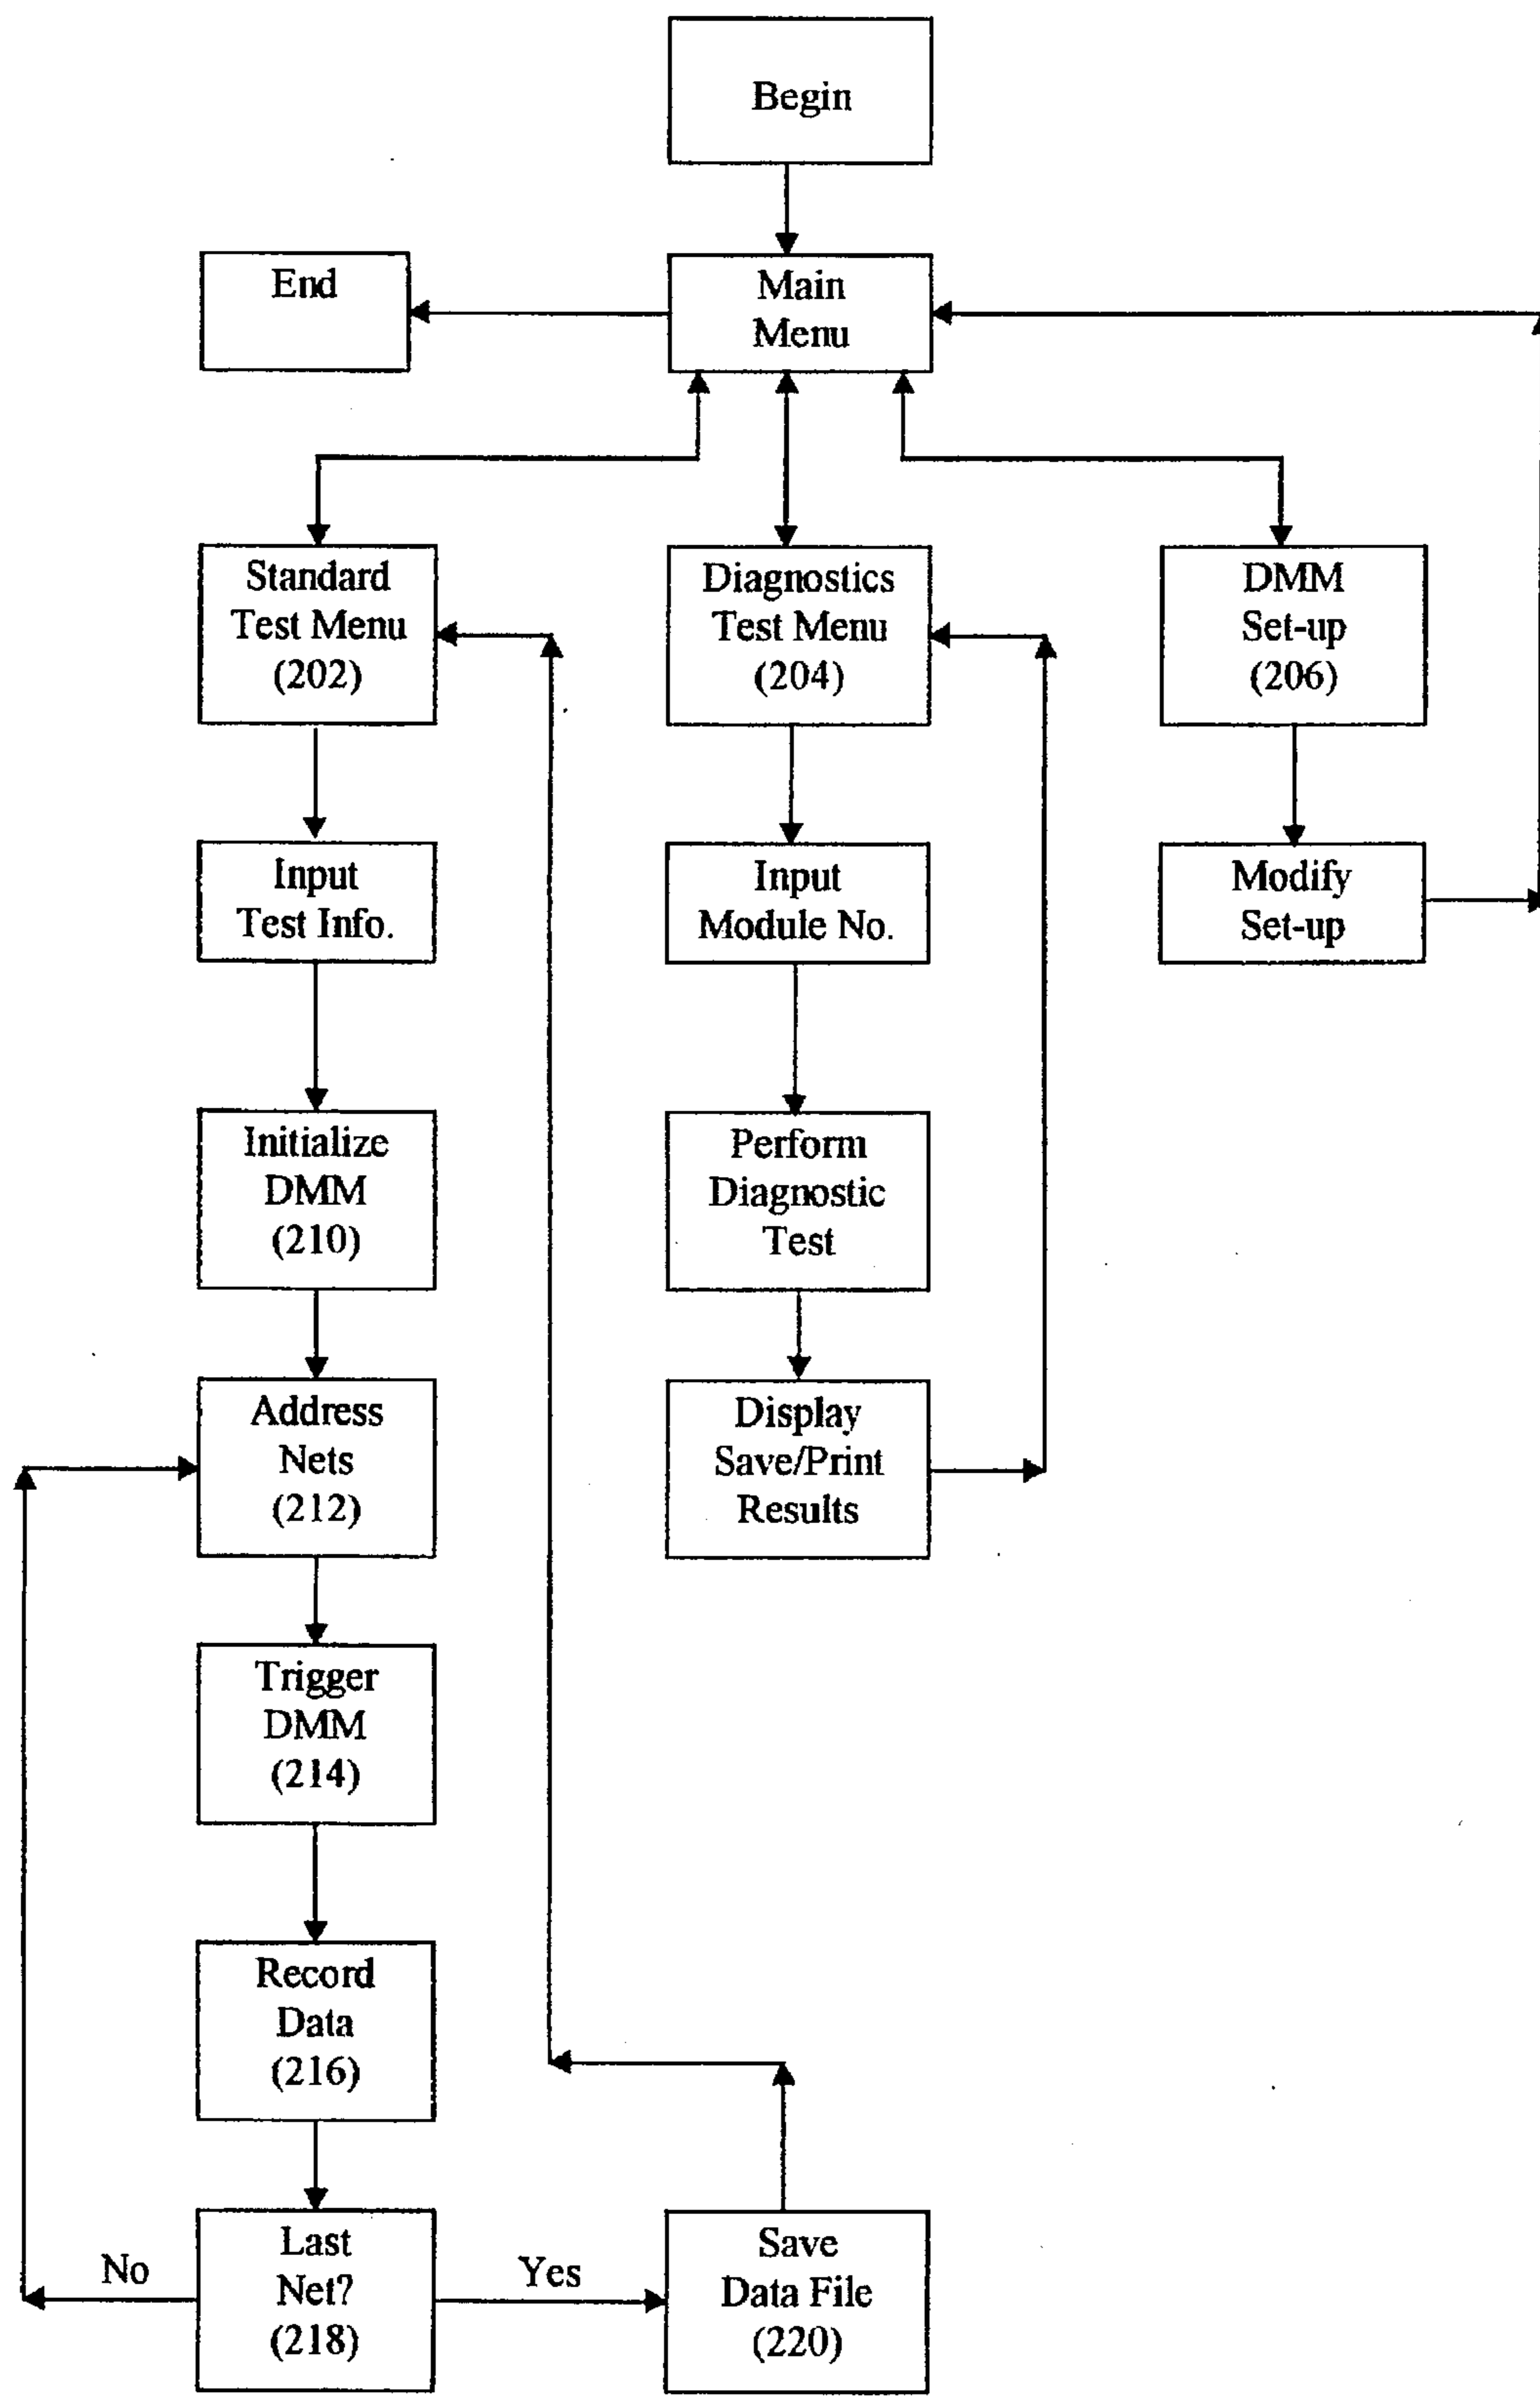 Begin
End
Main
Menu
Standard
Test Menu
(202)
Diagnostics
Test Menu
(204)
DMM
Set-up
(206)
Input
Test Info.
Input
Module No.
Modify
Set-up
Initialize
DMM
(210)
Perform
Diagnostic
Test
Address
Nets
(212)
Display
Save/Print
Results
Trigger
DMM
(214)
Record
Data
(216)
No
Last
Net?
(218)
Yes
Save
Data File
(220)